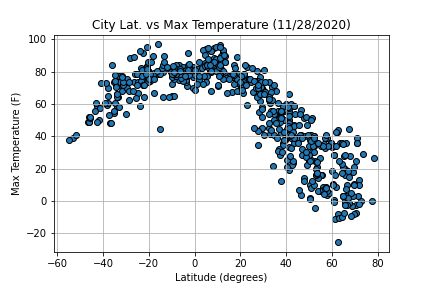 City Lat. vs Max Temperature (11/28/2020)
Max Temperature (F)
100
80
60
40
20
0
−20
−60 −40 −20 0 20 40 60 80
Latitude (degrees)